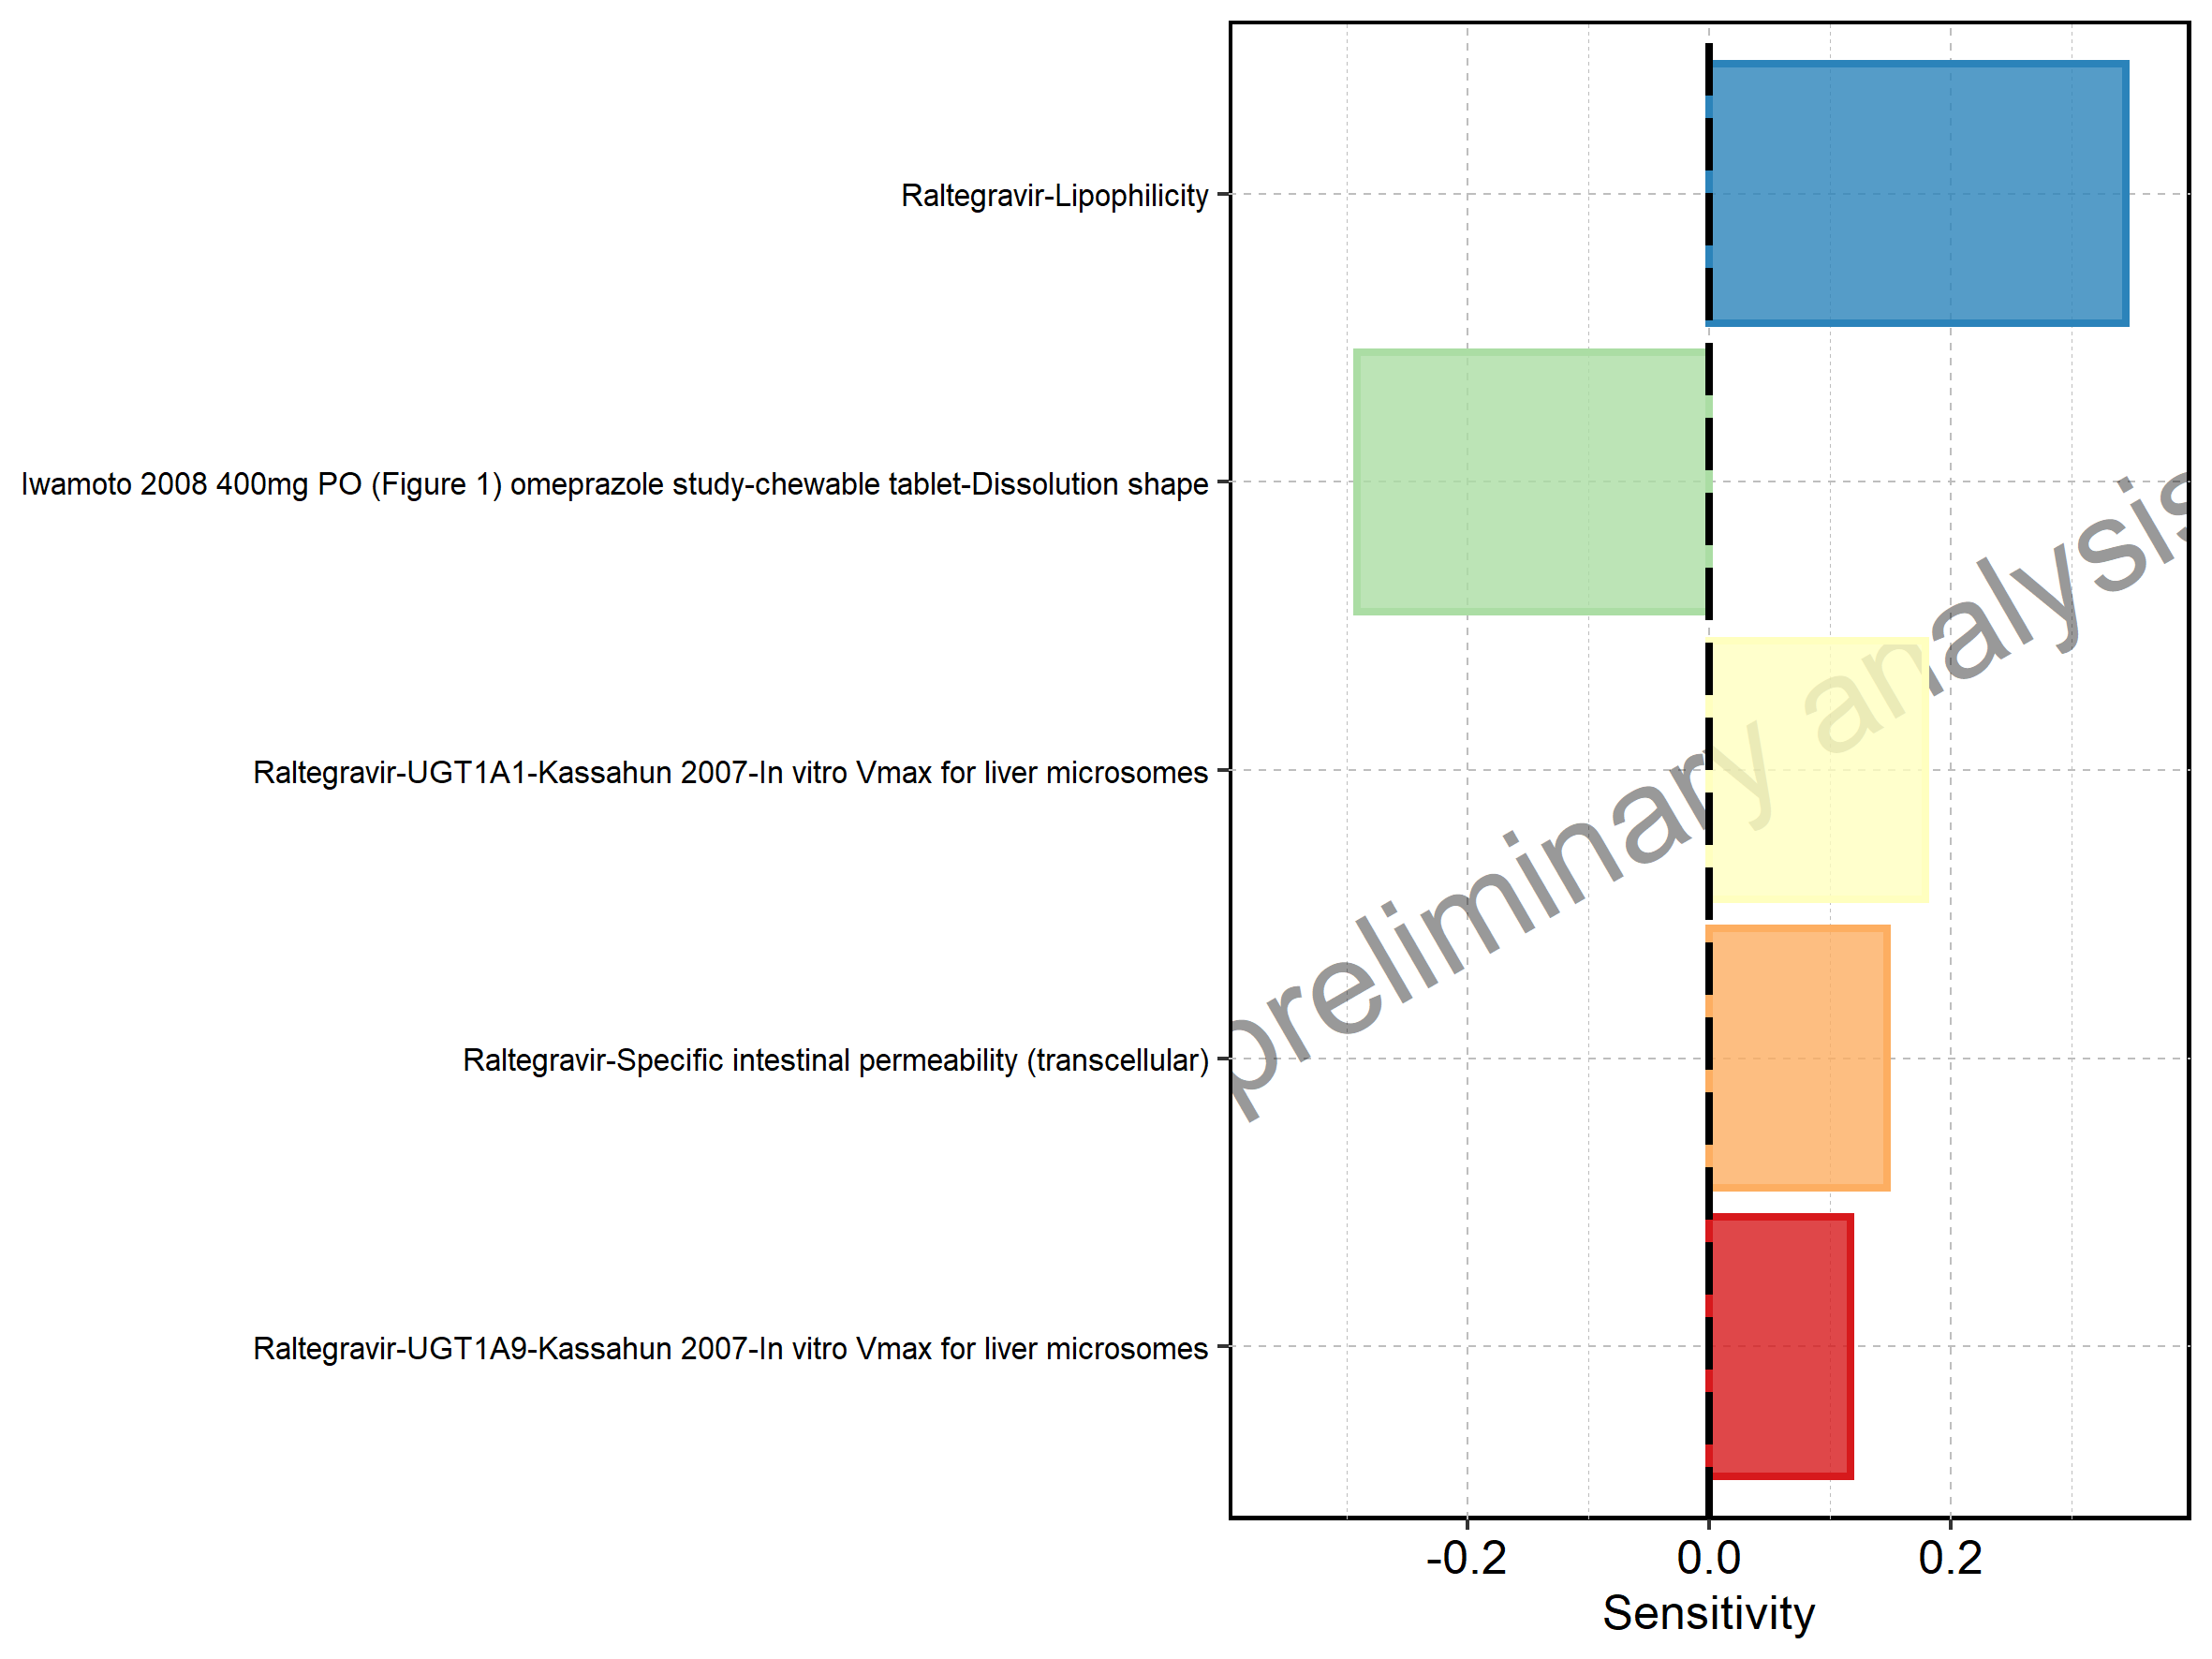 Raltegravir-Lipophilicity
Iwamoto 2008 400mg PO (Figure 1) omeprazole study-chewable tablet-Dissolution shape
Raltegravir-UGT1A1-Kassahun 2007-In vitro Vmax for liver microsomes
Raltegravir-Specific intestinal permeability (transcellular)
Raltegravir-UGT1A9-Kassahun 2007-In vitro Vmax for liver microsomes
preliminary analysis
-0.2 0.0 0.2
Sensitivity